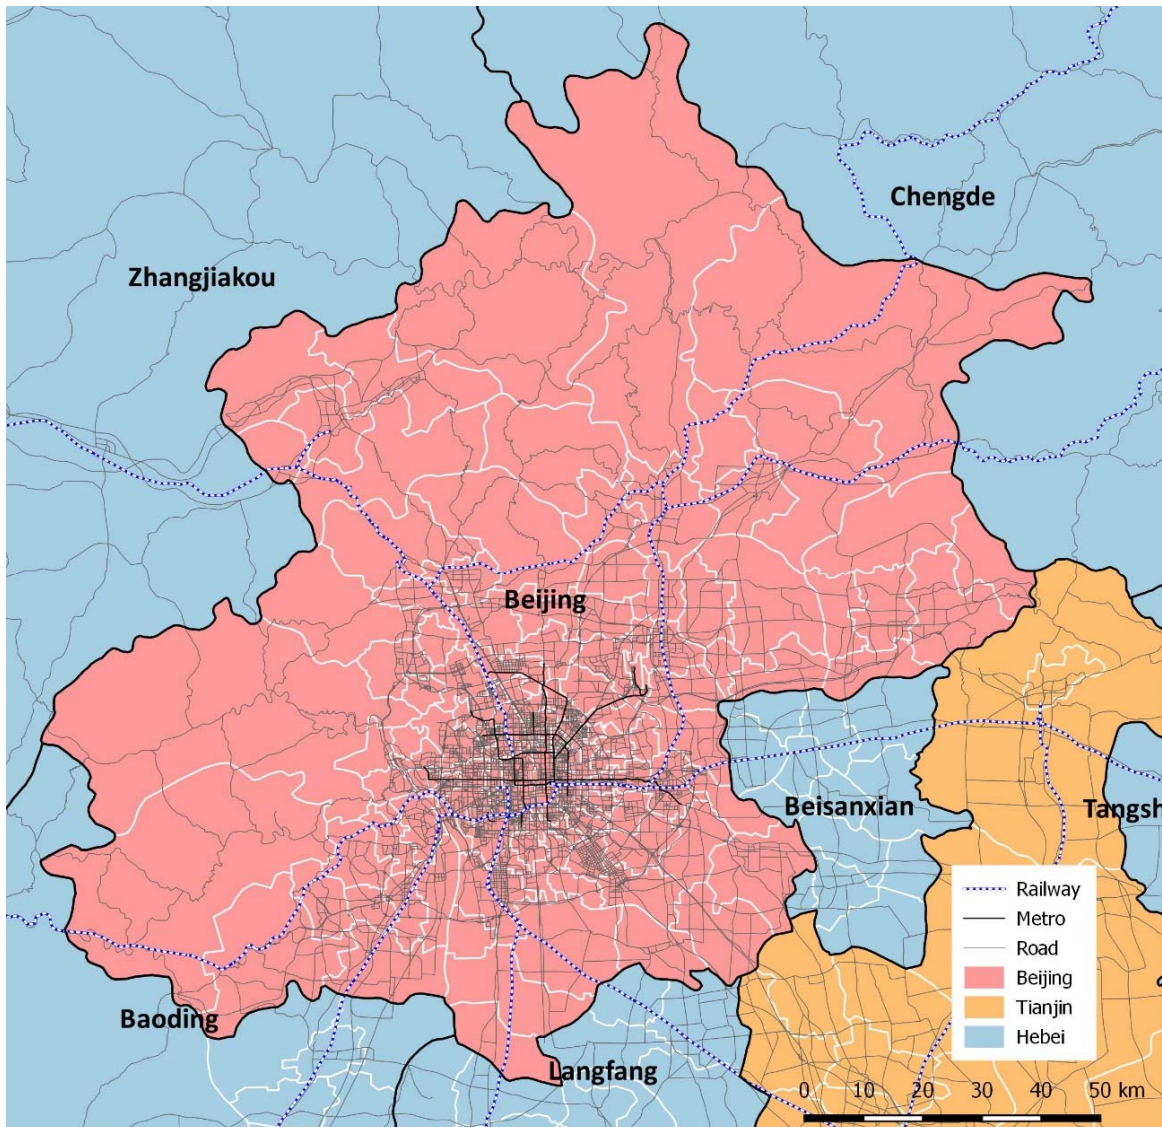 Chengde
Zhangjiakou
Beijing
Beisanxian
Tangsh
Railway
Metro
Road
Beijing
Tianjin
Hebei
Baoding
Langfang
0 10 20 30 40 50 km